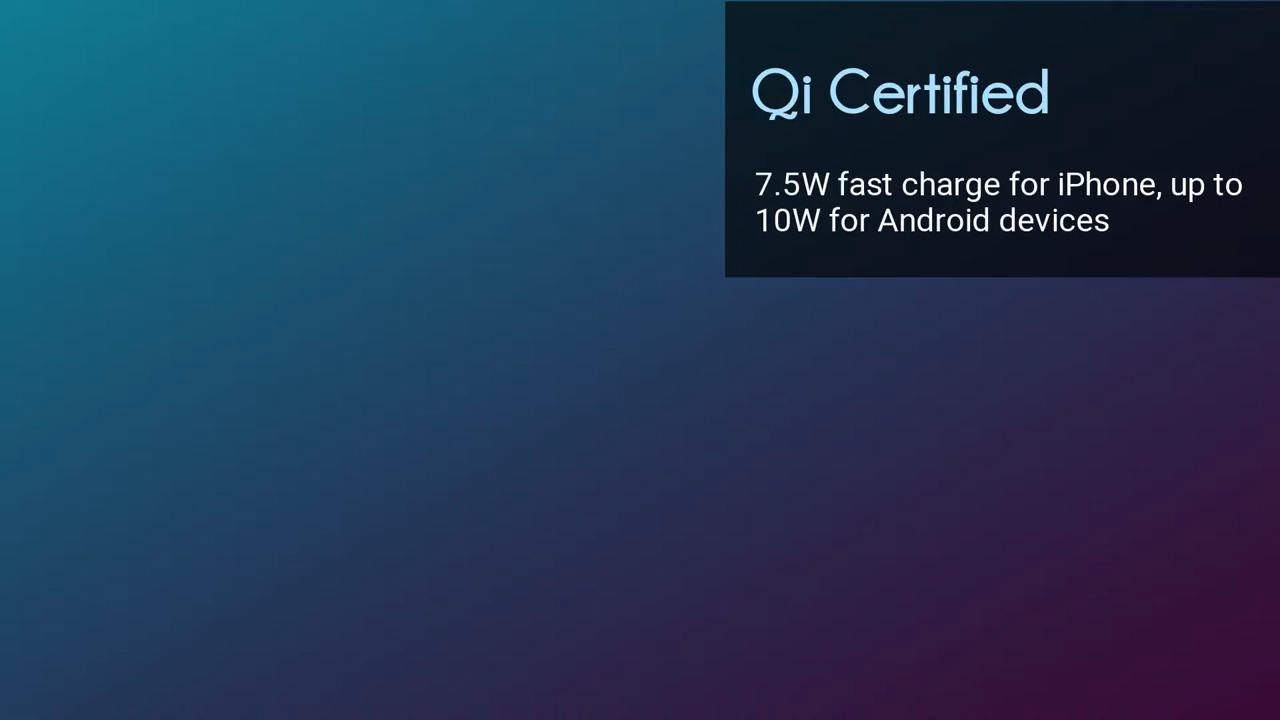 Qi Certified
7.5W fast charge for iPhone, up to
10W for Android devices